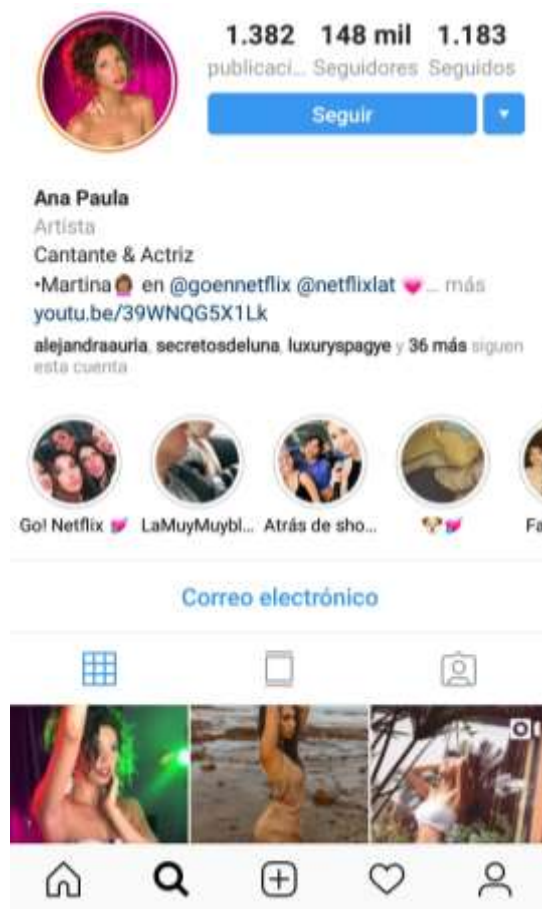 1.382 148 mil 1.183
publicaci... Seguidores Seguidos
Seguir
Ana Paula
Artista
Cantante & Actriz
•Martina🙆🏽‍♀️ en @goennetflix @netflixlat 💗... más
youtu.be/39WNQG5X1Lk
alejandraauria, secretosdeluna, luxuryspagye y 36 más siguen
esta cuenta
Go! Netflix 💘 LaMuyMuybl... Atrás de sho... 🐶💘 Fa
Correo electrónico